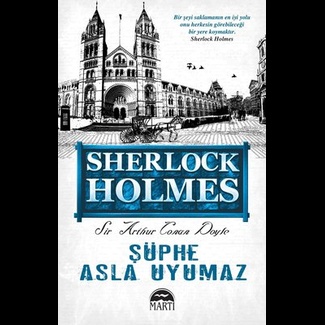 Bir şeyi saklamanın en iyi yolu
onu herkesin görebileceği
bir yere koymaktır.
Sherlock Holmes
SHERLOCK
HOLMES
Sir Arthur Conan Doyle
ŞÜPHE
ASLA UYUMAZ
MARTI